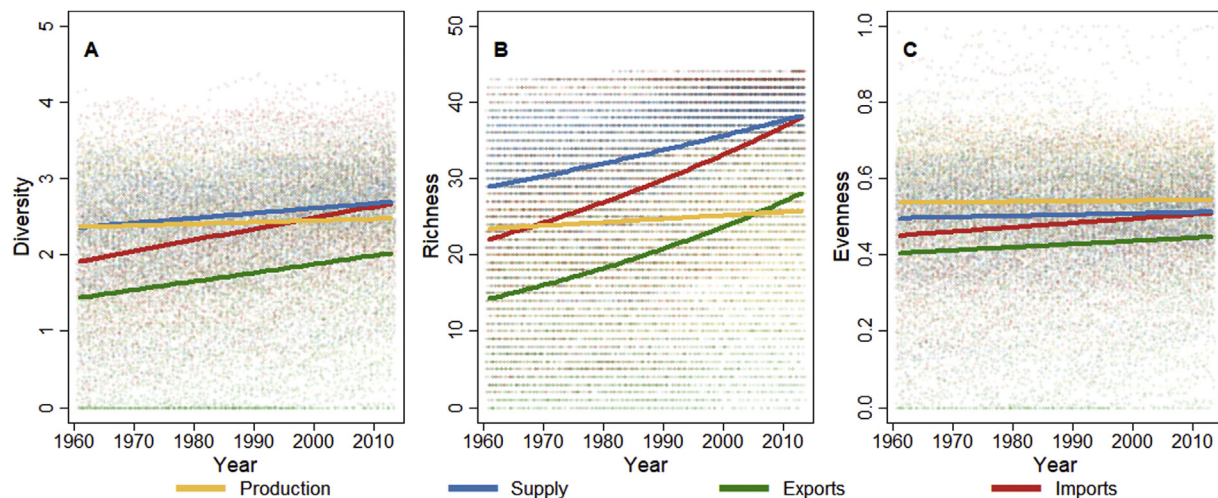 A
Diversity
0 1 2 3 4 5
1960 1970 1980 1990 2000 2010
Year
B
Richness
0 10 20 30 40 50
1960 1970 1980 1990 2000 2010
Year
C
Evenness
0.0 0.2 0.4 0.6 0.8 1.0
1960 1970 1980 1990 2000 2010
Year
Production Supply Exports Imports